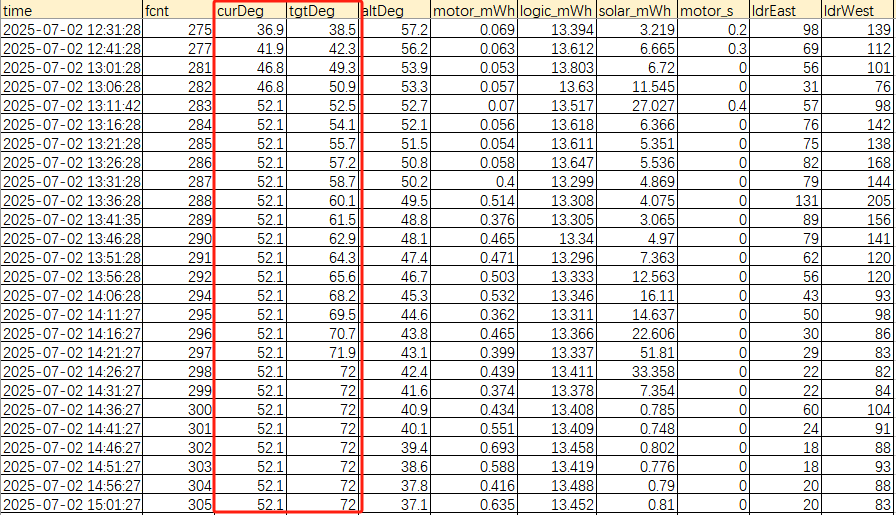 time fcnt curDeg tgtDeg altDeg motor_mWh logic_mWh solar_mWh motor_s ldrEast ldrWest
2025-07-02 12:31:28 275 36.9 38.5 57.2 0.069 13.394 3.219 0.2 98 139
2025-07-02 12:41:28 277 41.9 42.3 56.2 0.063 13.612 6.665 0.3 69 112
2025-07-02 13:01:28 281 46.8 49.3 53.9 0.053 13.803 6.72 0 56 101
2025-07-02 13:06:28 282 46.8 50.9 53.3 0.057 13.63 11.545 0 31 76
2025-07-02 13:11:42 283 52.1 52.5 52.7 0.07 13.517 27.027 0.4 57 98
2025-07-02 13:16:28 284 52.1 54.1 52.1 0.056 13.618 6.366 0 76 142
2025-07-02 13:21:28 285 52.1 55.7 51.5 0.054 13.611 5.351 0 75 138
2025-07-02 13:26:28 286 52.1 57.2 50.8 0.058 13.647 5.536 0 82 168
2025-07-02 13:31:28 287 52.1 58.7 50.2 0.4 13.299 4.869 0 79 144
2025-07-02 13:36:28 288 52.1 60.1 49.5 0.514 13.308 4.075 0 131 205
2025-07-02 13:41:35 289 52.1 61.5 48.8 0.376 13.305 3.065 0 89 156
2025-07-02 13:46:28 290 52.1 62.9 48.1 0.465 13.34 4.97 0 79 141
2025-07-02 13:51:28 291 52.1 64.3 47.4 0.471 13.296 7.363 0 62 120
2025-07-02 13:56:28 292 52.1 65.6 46.7 0.503 13.333 12.563 0 56 120
2025-07-02 14:06:28 294 52.1 68.2 45.3 0.532 13.346 16.11 0 43 93
2025-07-02 14:11:27 295 52.1 69.5 44.6 0.362 13.311 14.637 0 50 98
2025-07-02 14:16:27 296 52.1 70.7 43.8 0.465 13.366 22.606 0 30 86
2025-07-02 14:21:27 297 52.1 71.9 43.1 0.399 13.337 51.81 0 29 83
2025-07-02 14:26:27 298 52.1 72 42.4 0.439 13.411 33.358 0 22 82
2025-07-02 14:31:27 299 52.1 72 41.6 0.374 13.378 7.354 0 22 84
2025-07-02 14:36:27 300 52.1 72 40.9 0.434 13.408 0.785 0 60 104
2025-07-02 14:41:27 301 52.1 72 40.1 0.551 13.409 0.748 0 24 91
2025-07-02 14:46:27 302 52.1 72 39.4 0.693 13.458 0.802 0 18 88
2025-07-02 14:51:27 303 52.1 72 38.6 0.588 13.419 0.776 0 18 93
2025-07-02 14:56:27 304 52.1 72 37.8 0.416 13.488 0.79 0 20 88
2025-07-02 15:01:27 305 52.1 72 37.1 0.635 13.452 0.81 0 20 83